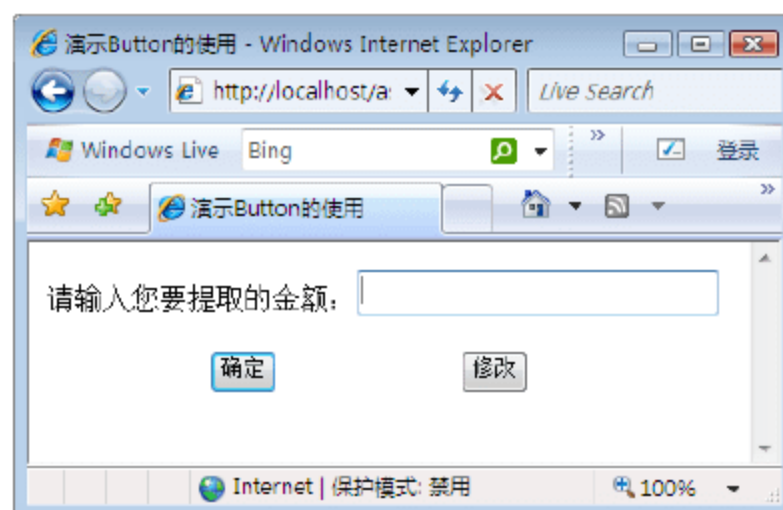 演示Button的使用 - Windows Internet Explorer
http://localhost/a
Live Search
Windows Live Bing 登录
演示Button的使用
请输入您要提取的金额：
确定 修改
Internet | 保护模式: 禁用 100%